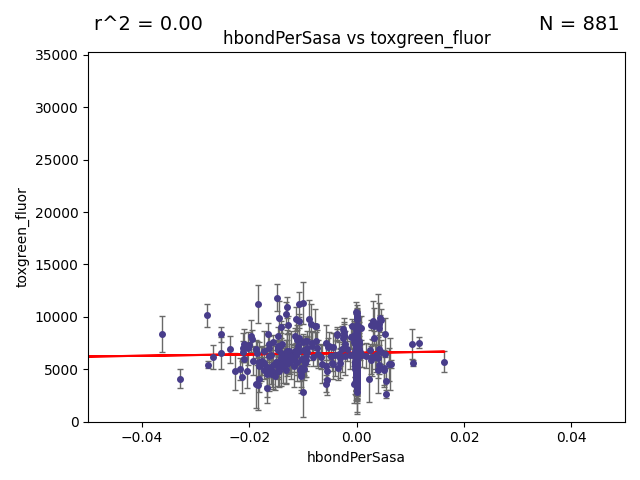 r^2 = 0.00
N = 881
hbondPerSasa vs toxgreen_fluor
35000
30000
25000
20000
15000
10000
5000
0
toxgreen_fluor
−0.04
−0.02
0.00
0.02
0.04
hbondPerSasa